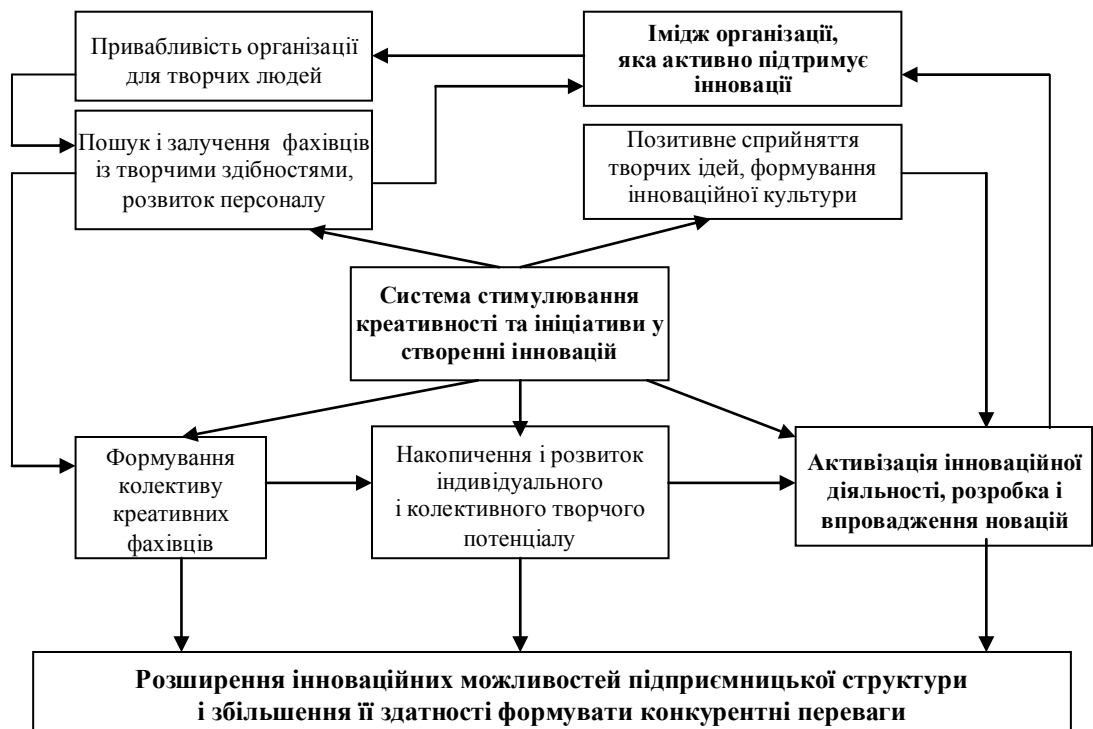 Привабливість організації
для творчих людей
Імідж організації,
яка активно підтримує
інновації
Пошук і залучення фахівців
із творчими здібностями,
розвиток персоналу
Позитивне сприйняття
творчих ідей, формування
інноваційної культури
Система стимулювання
креативності та ініціативи у
створенні інновацій
Формування
колективу
креативних
фахівців
Накопичення і розвиток
індивідуального
і колективного творчого
потенціалу
Активізація інноваційної
діяльності, розробка і
впровадження новацій
Розширення інноваційних можливостей підприємницької структури
і збільшення її здатності формувати конкурентні переваги